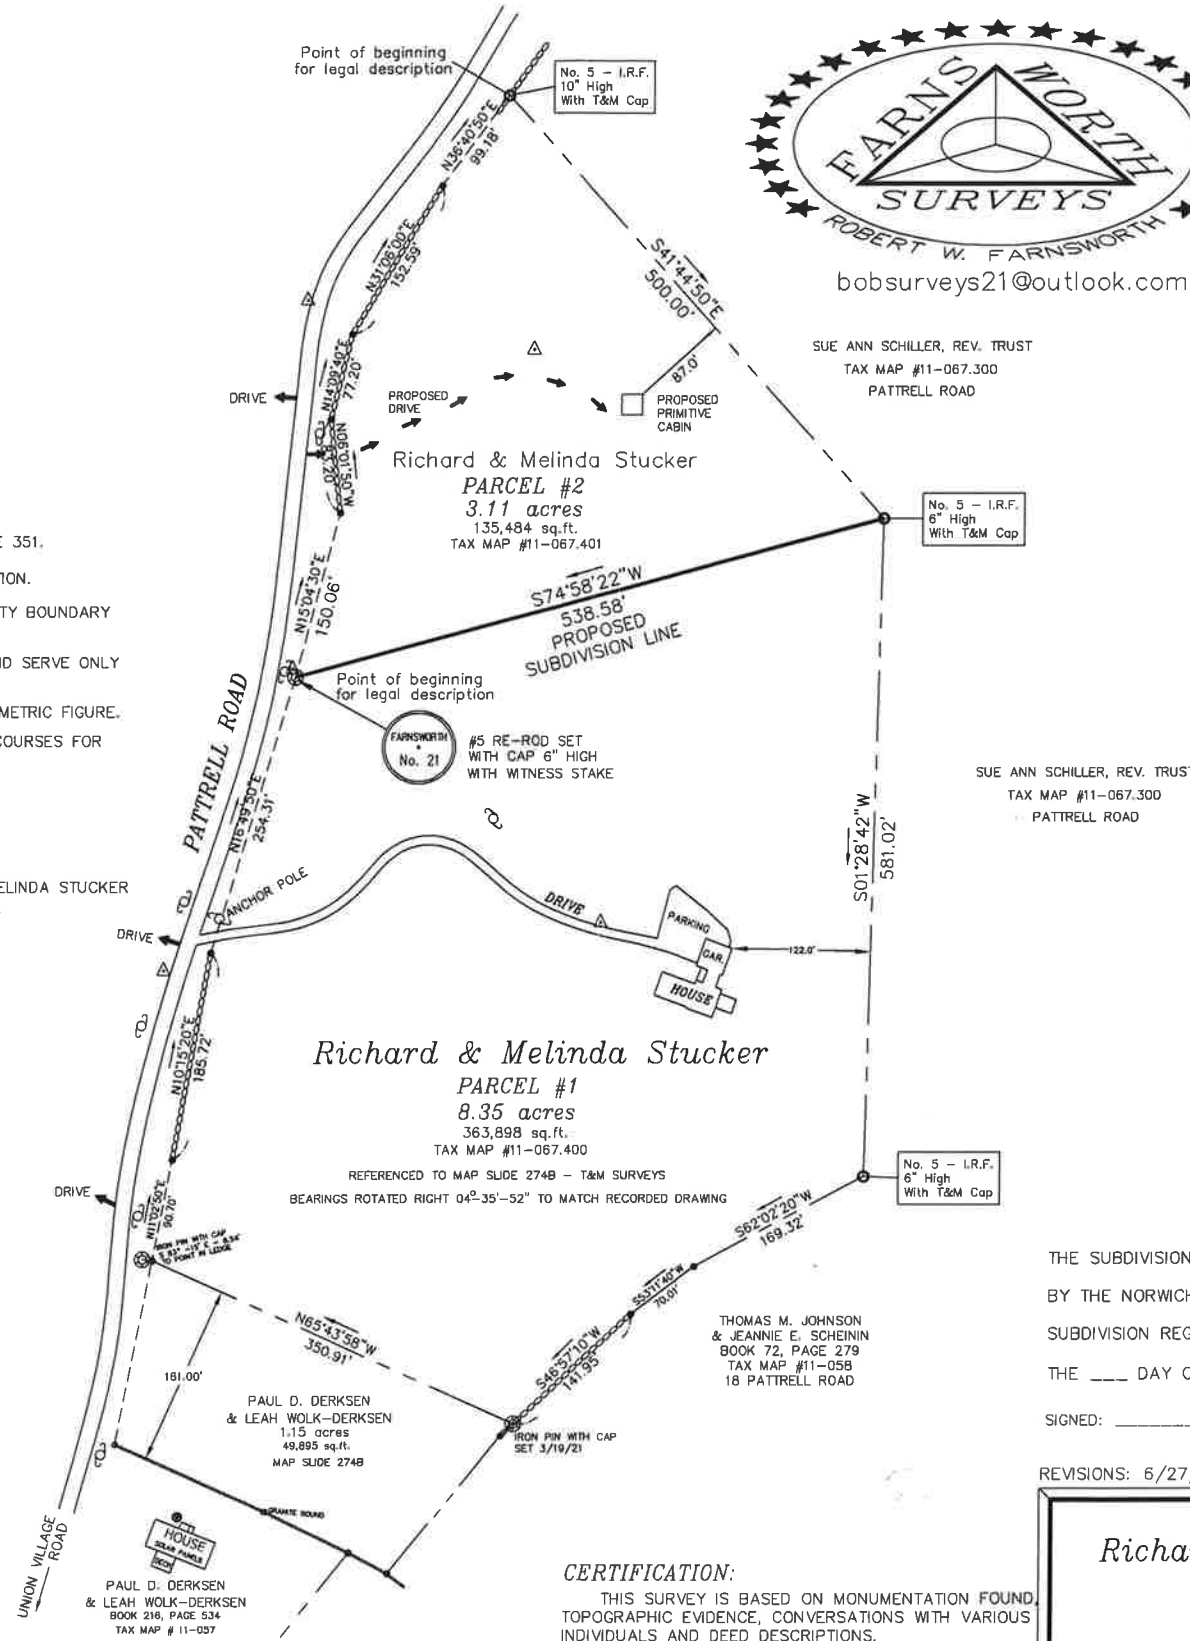 Point of beginning
for legal description
No. 5 - I.R.F.
10" High
With T&M Cap
FARNSWORTH
SURVEYS
ROBERT W. FARNSWORTH
bobsurveys21@outlook.com
N36°40'50"E
99.18'
N31°06'00"E
152.59'
S41°44'50"E
500.00'
SUE ANN SCHILLER, REV. TRUST
TAX MAP #11-067.300
PATTRELL ROAD
87.0'
N14°09'40"E
77.20'
DRIVE
PROPOSED
DRIVE
PROPOSED
PRIMITIVE
CABIN
N06°01'50"W
Richard & Melinda Stucker
PARCEL #2
3.11 acres
135,484 sq.ft.
TAX MAP #11-067.401
No. 5 - I.R.F.
6" High
With T&M Cap
E 351.
ION.
TY BOUNDARY
ID SERVE ONLY
METRIC FIGURE.
COURSES FOR
N15°04'30"E
150.06'
S74°58'22"W
538.58'
PROPOSED
SUBDIVISION LINE
Point of beginning
for legal description
FARNSWORTH
No. 21
#5 RE-ROD SET
WITH CAP 6" HIGH
WITH WITNESS STAKE
PATTRELL ROAD
N16°49'50"E
254.31'
SUE ANN SCHILLER, REV. TRUST
TAX MAP #11-067.300
PATTRELL ROAD
S01°28'42"W
581.02'
ELINDA STUCKER
ANCHOR POLE
DRIVE
DRIVE
PARKING
GAR.
HOUSE
122.0'
N10°15'20"E
185.72'
Richard & Melinda Stucker
PARCEL #1
8.35 acres
363,898 sq.ft.
TAX MAP #11-067.400
REFERENCED TO MAP SLIDE 274B - T&M SURVEYS
BEARINGS ROTATED RIGHT 04°-35'-52" TO MATCH RECORDED DRAWING
No. 5 - I.R.F.
6" High
With T&M Cap
DRIVE
N11°02'50"E
90.70'
IRON PIN WITH CAP
TO POINT IN LEDGE
S62°02'20"W
169.32'
S53°11'40"W
70.01'
S46°57'10"W
141.95'
N65°43'58"W
350.91'
161.00'
THOMAS M. JOHNSON
& JEANNIE E. SCHEININ
BOOK 72, PAGE 279
TAX MAP #11-058
18 PATTRELL ROAD
THE SUBDIVISION
BY THE NORWICH
SUBDIVISION REG
THE ___ DAY O
SIGNED: _______
REVISIONS: 6/27,
PAUL D. DERKSEN
& LEAH WOLK-DERKSEN
1.15 acres
49,895 sq.ft.
MAP SLIDE 274B
IRON PIN WITH CAP
SET 3/19/21
GRANITE BOUND
UNION VILLAGE
ROAD
HOUSE
SOLAR PANELS
DECK
PAUL D. DERKSEN
& LEAH WOLK-DERKSEN
BOOK 216, PAGE 534
TAX MAP # 11-057
Richa
CERTIFICATION:
THIS SURVEY IS BASED ON MONUMENTATION FOUND,
TOPOGRAPHIC EVIDENCE, CONVERSATIONS WITH VARIOUS
INDIVIDUALS AND DEED DESCRIPTIONS.